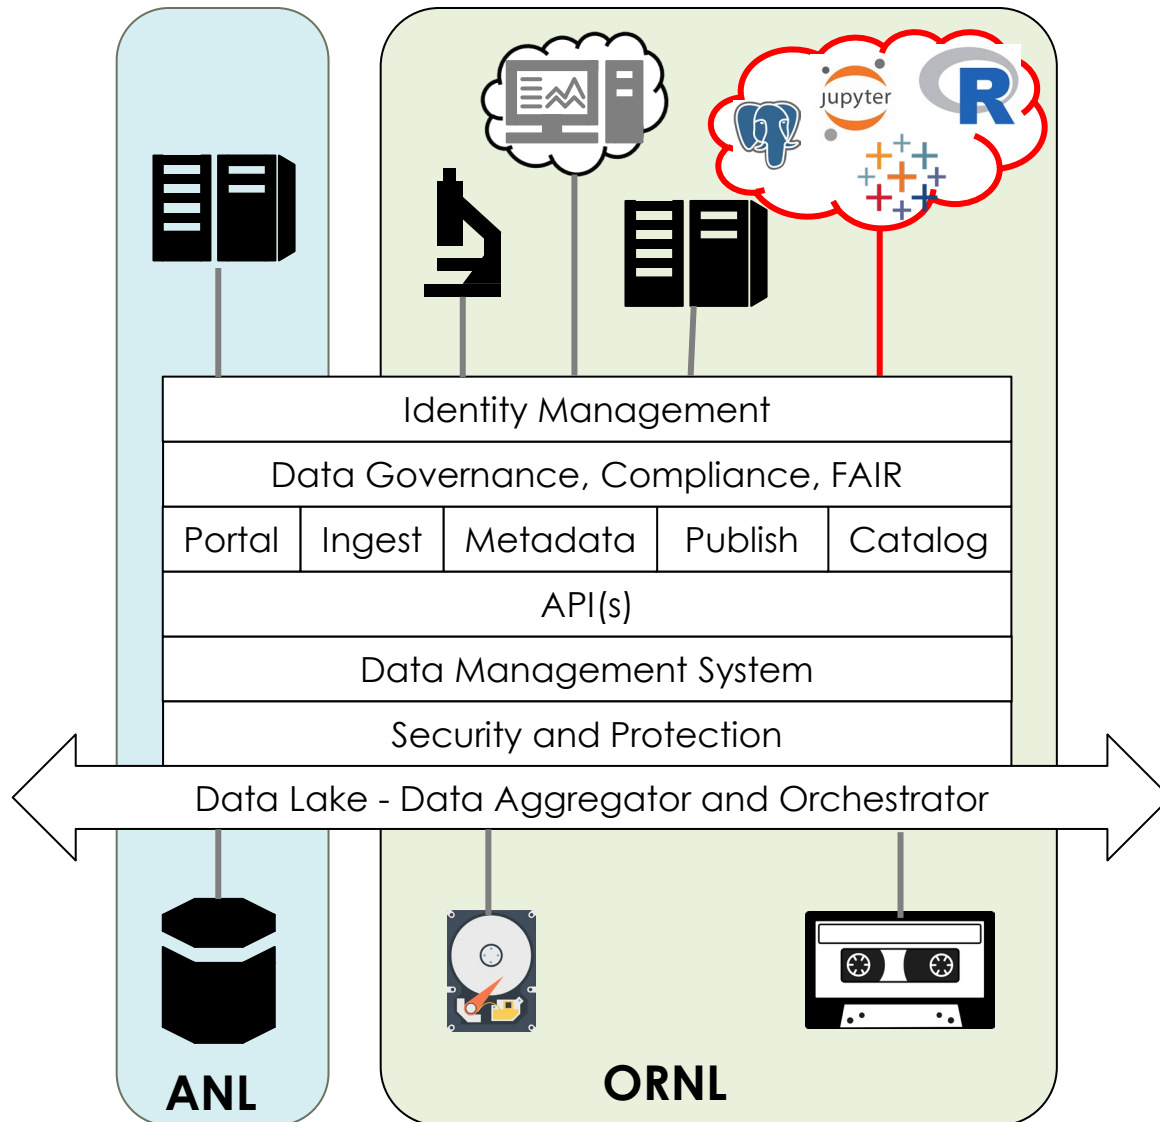 jupyter
R
Identity Management
Data Governance, Compliance, FAIR
Portal
Ingest
Metadata
Publish
Catalog
API(s)
Data Management System
Security and Protection
Data Lake - Data Aggregator and Orchestrator
ANL
ORNL